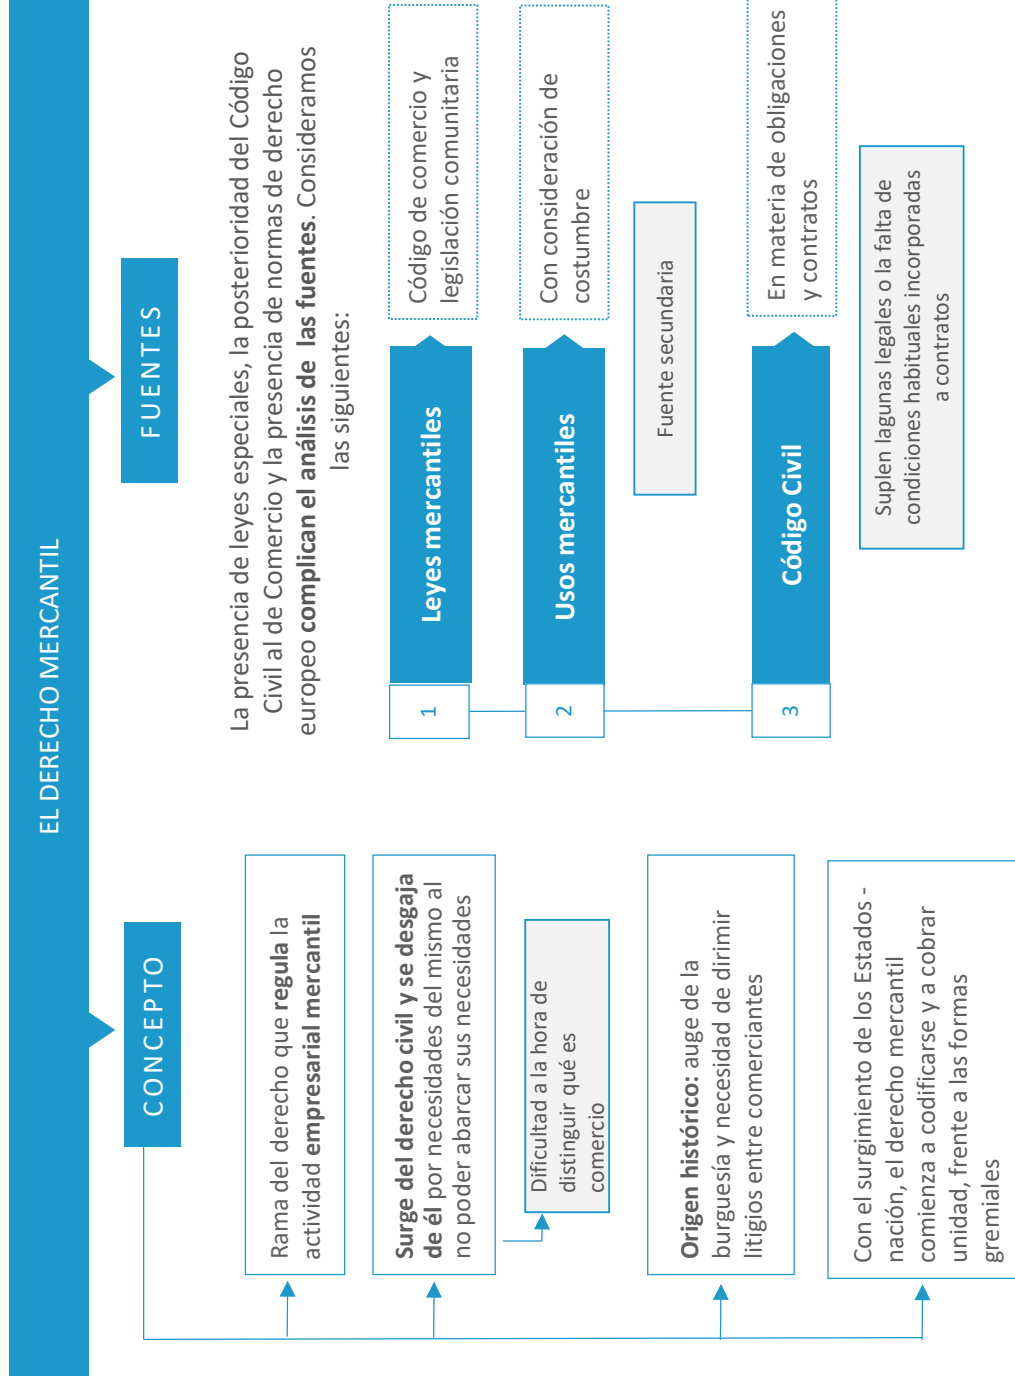 EL DERECHO MERCANTIL
CONCEPTO
Rama del derecho que regula la
actividad empresarial mercantil
Surge del derecho civil y se desgaja
de él por necesidades del mismo al
no poder abarcar sus necesidades
Dificultad a la hora de
distinguir qué es
comercio
Origen histórico: auge de la
burguesía y necesidad de dirimir
litigios entre comerciantes
Con el surgimiento de los Estados -
nación, el derecho mercantil
comienza a codificarse y a cobrar
unidad, frente a las formas
gremiales
FUENTES
La presencia de leyes especiales, la posterioridad del Código
Civil al de Comercio y la presencia de normas de derecho
europeo complican el análisis de las fuentes. Consideramos
las siguientes:
1
Leyes mercantiles
Código de comercio y
legislación comunitaria
2
Usos mercantiles
Con consideración de
costumbre
Fuente secundaria
3
Código Civil
En materia de obligaciones
y contratos
Suplen lagunas legales o la falta de
condiciones habituales incorporadas
a contratos